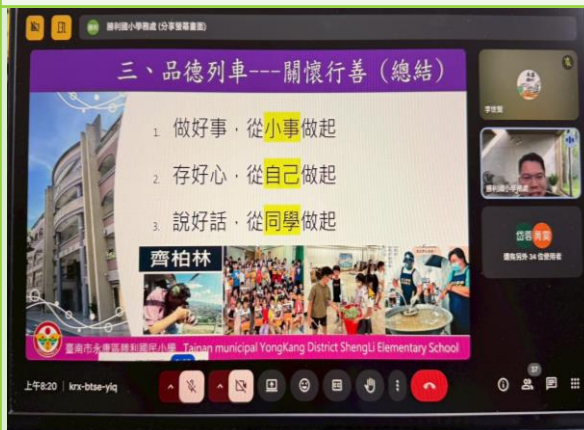 勝利國小學務處 (分享螢幕畫面)
三、品德列車---關懷行善（總結）
1. 做好事，從小事做起
2. 存好心，從自己做起
3. 說好話，從同學做起
齊柏林
臺南市永康區勝利國民小學 Tainan municipal YongKang District ShengLi Elementary School
李世賢
勝利國小學務處
岱蓉
還有另外 34 位使用者
上午8:20 | krx-btse-yiq
37